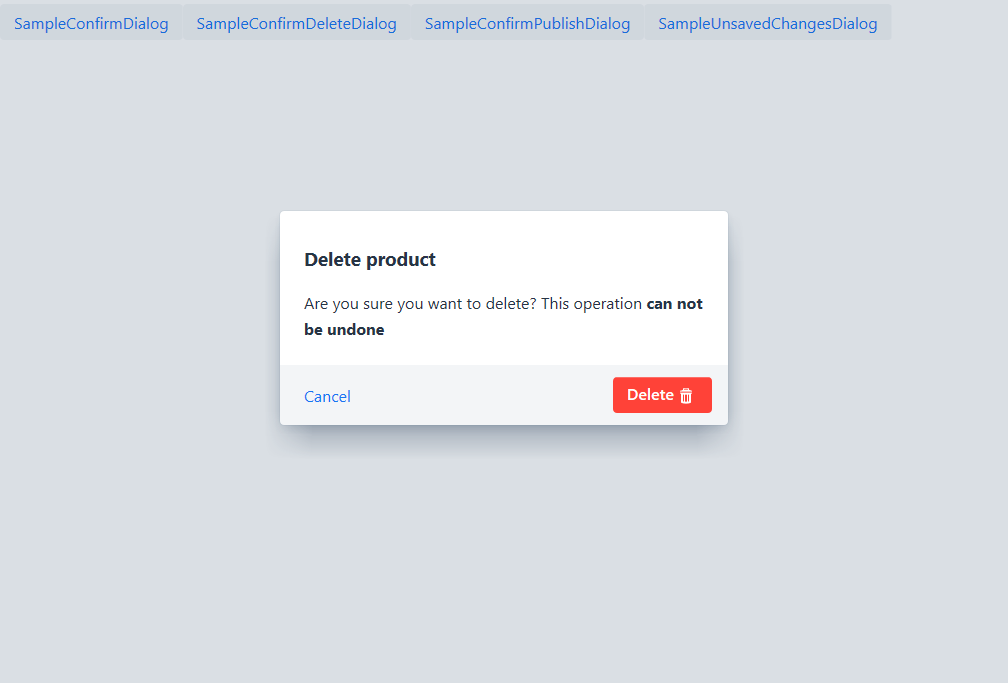 SampleConfirmDialog SampleConfirmDeleteDialog SampleConfirmPublishDialog SampleUnsavedChangesDialog
Delete product
Are you sure you want to delete? This operation can not
be undone
Cancel Delete